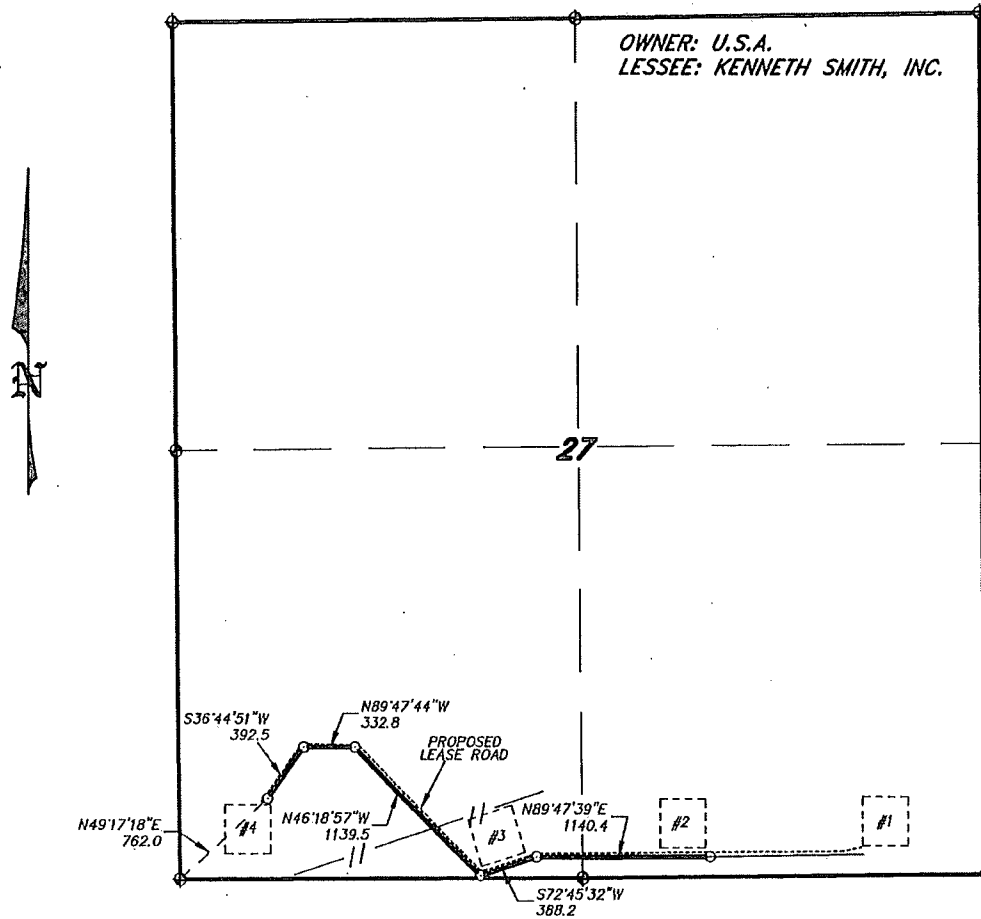 OWNER: U.S.A.
LESSEE: KENNETH SMITH, INC.
N
27
N89°47'44"W
332.8
S36°44'51"W
392.5
PROPOSED
LEASE ROAD
N49°17'18"E
762.0
#4
N46°18'57"W
1139.5
#3
N89°47'39"E
1140.4
#2
#1
S72°45'32"W
388.2